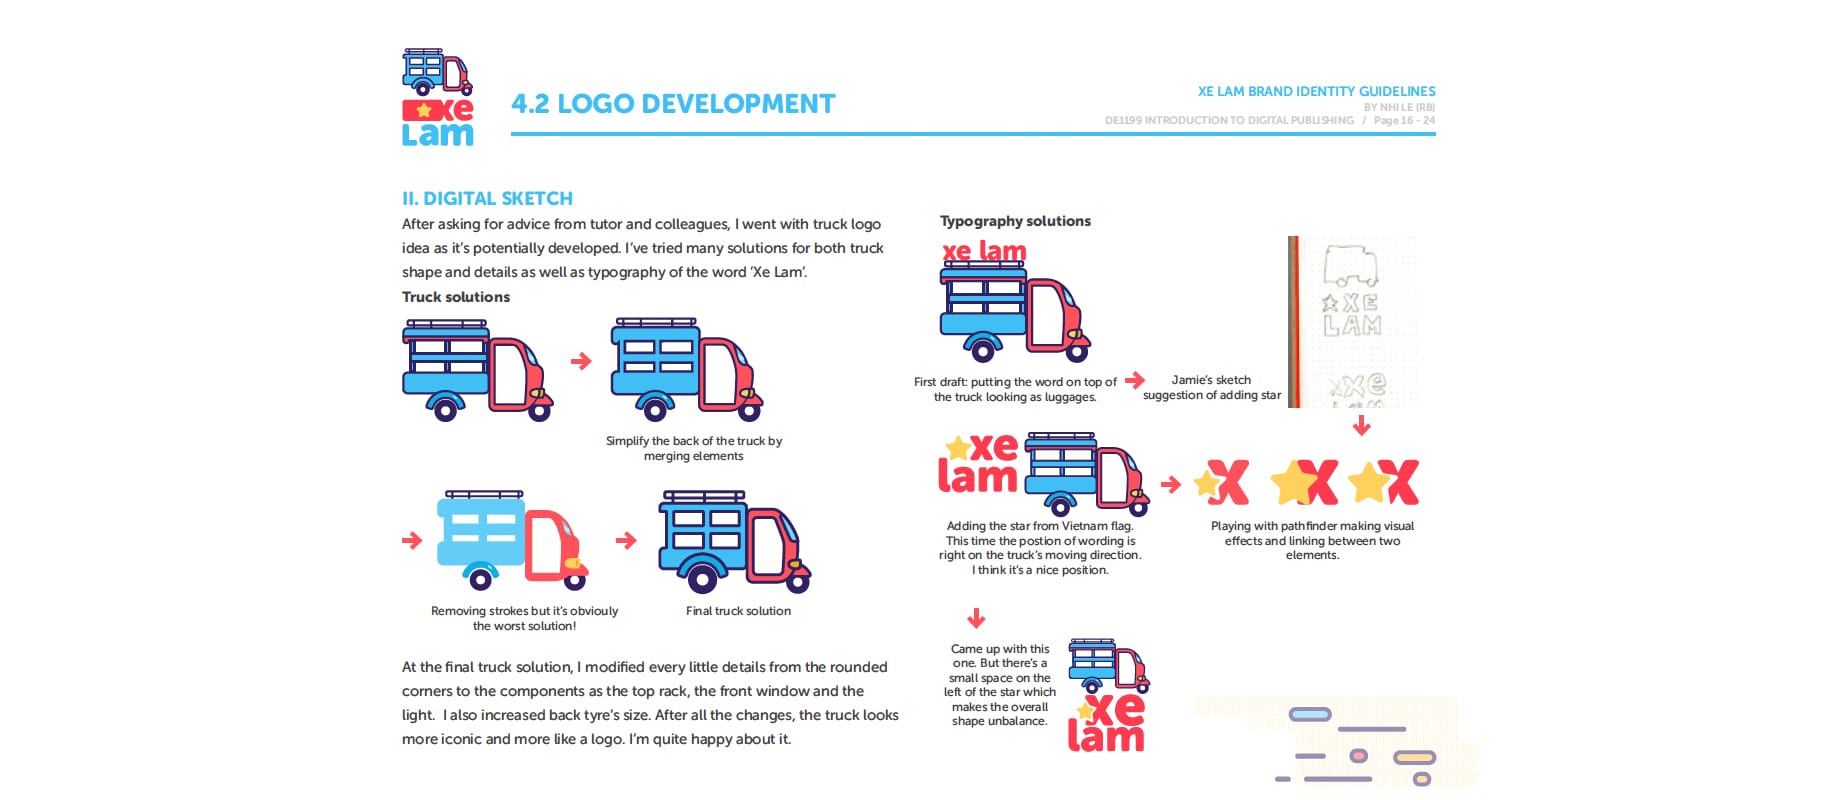 xe
Lam
4.2 LOGO DEVELOPMENT
XE LAM BRAND IDENTITY GUIDELINES
BY NHI LE (RB)
DE1199 INTRODUCTION TO DIGITAL PUBLISHING / Page 16 - 24
II. DIGITAL SKETCH
After asking for advice from tutor and colleagues, I went with truck logo
idea as it's potentially developed. I've tried many solutions for both truck
shape and details as well as typography of the word 'Xe Lam'.
Truck solutions
Simplify the back of the truck by
merging elements
Removing strokes but it's obviouly
the worst solution!
Final truck solution
At the final truck solution, I modified every little details from the rounded
corners to the components as the top rack, the front window and the
light. I also increased back tyre's size. After all the changes, the truck looks
more iconic and more like a logo. I'm quite happy about it.
Typography solutions
xe lam
First draft: putting the word on top of
the truck looking as luggages.
Jamie's sketch
suggestion of adding star
XE
LAM
xe
lam
xe
lam
Adding the star from Vietnam flag.
This time the postion of wording is
right on the truck's moving direction.
I think it's a nice position.
X X X
Playing with pathfinder making visual
effects and linking between two
elements.
Came up with this
one. But there's a
small space on the
left of the star which
makes the overall
shape unbalance.
xe
lam